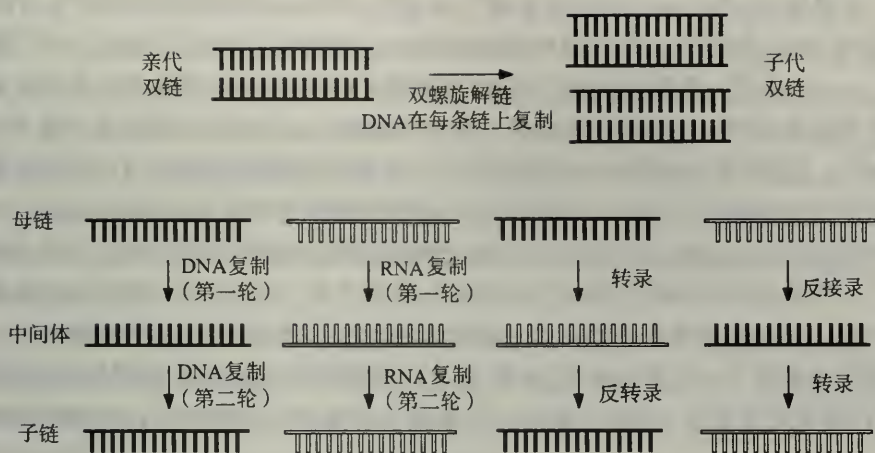 亲代
双链
双螺旋解链
DNA在每条链上复制
子代
双链
母链
DNA复制
(第一轮)
RNA复制
(第一轮)
转录
反接录
中间体
DNA复制
(第二轮)
RNA复制
(第二轮)
反转录
转录
子链